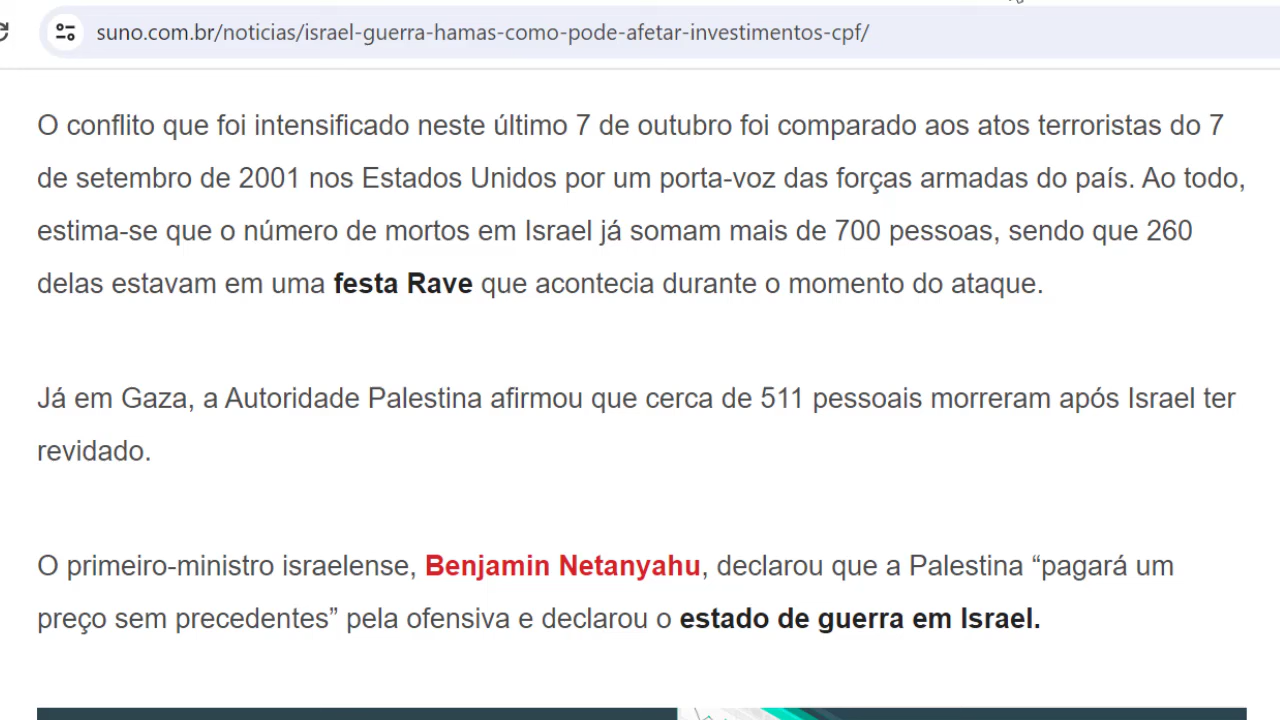 suno.com.br/noticias/israel-guerra-hamas-como-pode-afetar-investimentos-cpf/
O conflito que foi intensificado neste último 7 de outubro foi comparado aos atos terroristas do 7
de setembro de 2001 nos Estados Unidos por um porta-voz das forças armadas do país. Ao todo,
estima-se que o número de mortos em Israel já somam mais de 700 pessoas, sendo que 260
delas estavam em uma festa Rave que acontecia durante o momento do ataque.
Já em Gaza, a Autoridade Palestina afirmou que cerca de 511 pessoais morreram após Israel ter
revidado.
O primeiro-ministro israelense, Benjamin Netanyahu, declarou que a Palestina “pagará um
preço sem precedentes” pela ofensiva e declarou o estado de guerra em Israel.